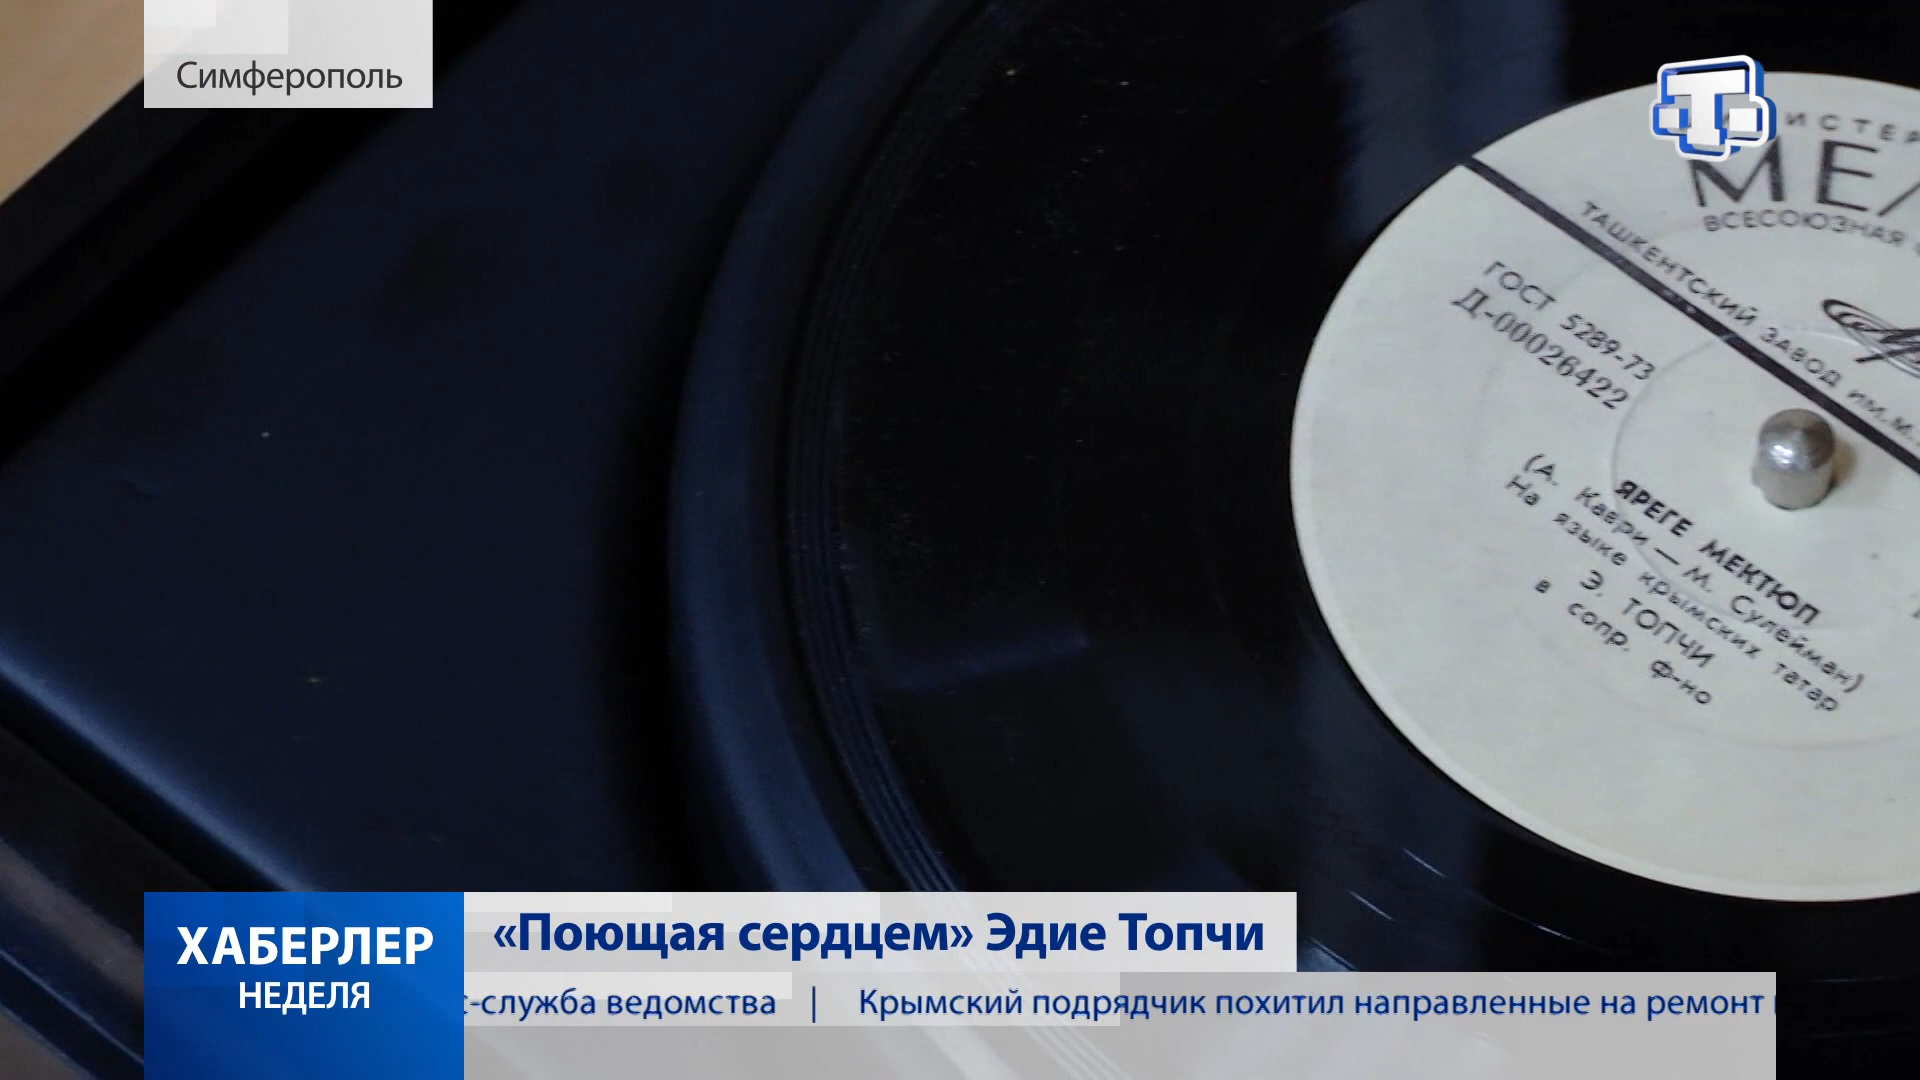 Симферополь
МЕЛ
ВСЕСОЮЗНАЯ
ТАШКЕНТСКИЙ ЗАВОД ИМ.М.
ГОСТ 5289-73
Д-00026422
ЯРЕГЕ МЕКТЮП
(А. Каври — М. Сулейман)
На языке крымских татар
Э. ТОПЧИ
в сопр. ф-но
ХАБЕРЛЕР
НЕДЕЛЯ
«Поющая сердцем» Эдие Топчи
с-служба ведомства | Крымский подрядчик похитил направленные на ремонт